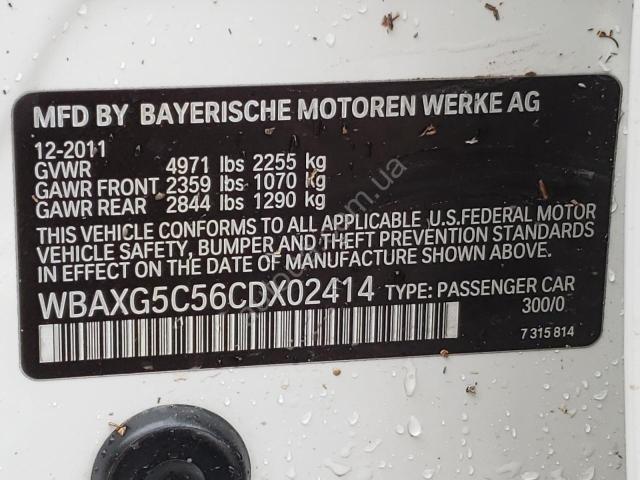 MFD BY BAYERISCHE MOTOREN WERKE AG
12-2011
GVWR 4971 lbs 2255 kg
GAWR FRONT 2359 lbs 1070 kg
GAWR REAR 2844 lbs 1290 kg
THIS VEHICLE CONFORMS TO ALL APPLICABLE U.S.FEDERAL MOTOR
VEHICLE SAFETY, BUMPER AND THEFT PREVENTION STANDARDS
IN EFFECT ON THE DATE OF MANUFACTURE SHOWN ABOVE.
WBAXG5C56CDX02414 TYPE: PASSENGER CAR
300/0
7 315 814